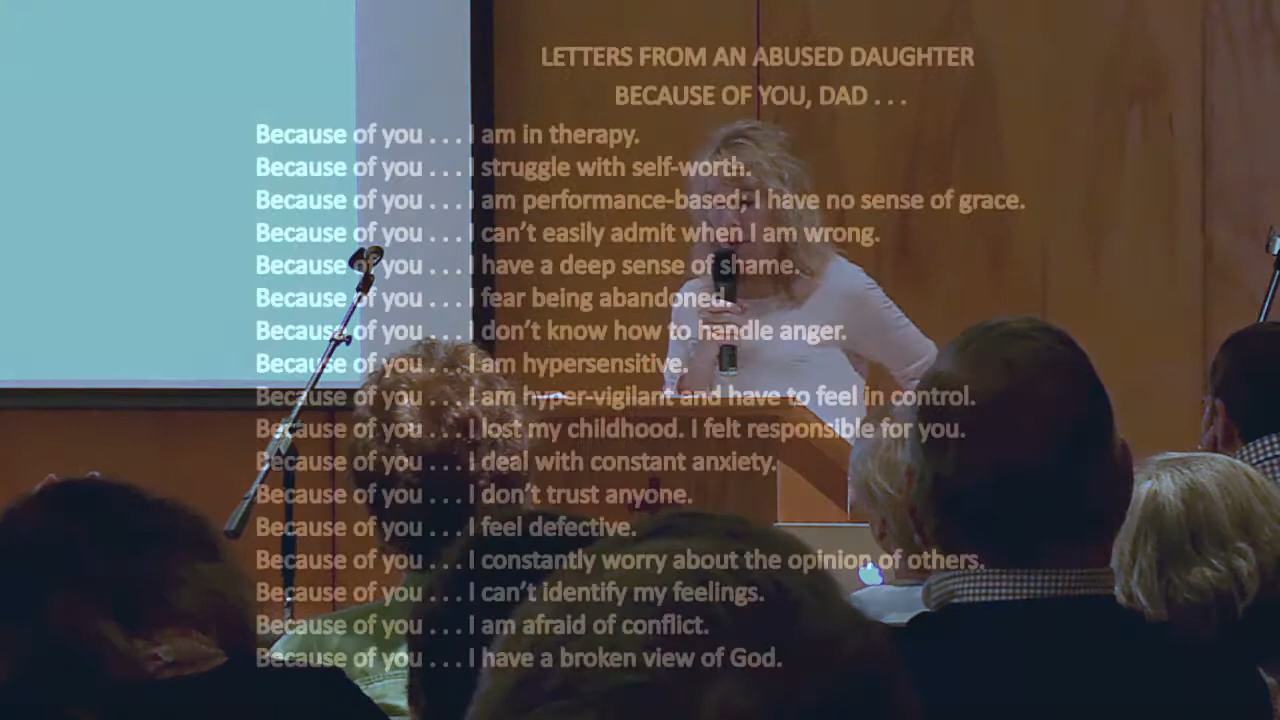 LETTERS FROM AN ABUSED DAUGHTER
BECAUSE OF YOU, DAD . . .
Because of you . . . I am in therapy.
Because of you . . . I struggle with self-worth.
Because of you . . . I am performance-based; I have no sense of grace.
Because of you . . . I can't easily admit when I am wrong.
Because of you . . . I have a deep sense of shame.
Because of you . . . I fear being abandoned.
Because of you . . . I don't know how to handle anger.
Because of you . . . I am hypersensitive.
Because of you . . . I am hyper-vigilant and have to feel in control.
Because of you . . . I lost my childhood. I felt responsible for you.
Because of you . . . I deal with constant anxiety.
Because of you . . . I don't trust anyone.
Because of you . . . I feel defective.
Because of you . . . I constantly worry about the opinion of others.
Because of you . . . I can't identify my feelings.
Because of you . . . I am afraid of conflict.
Because of you . . . I have a broken view of God.